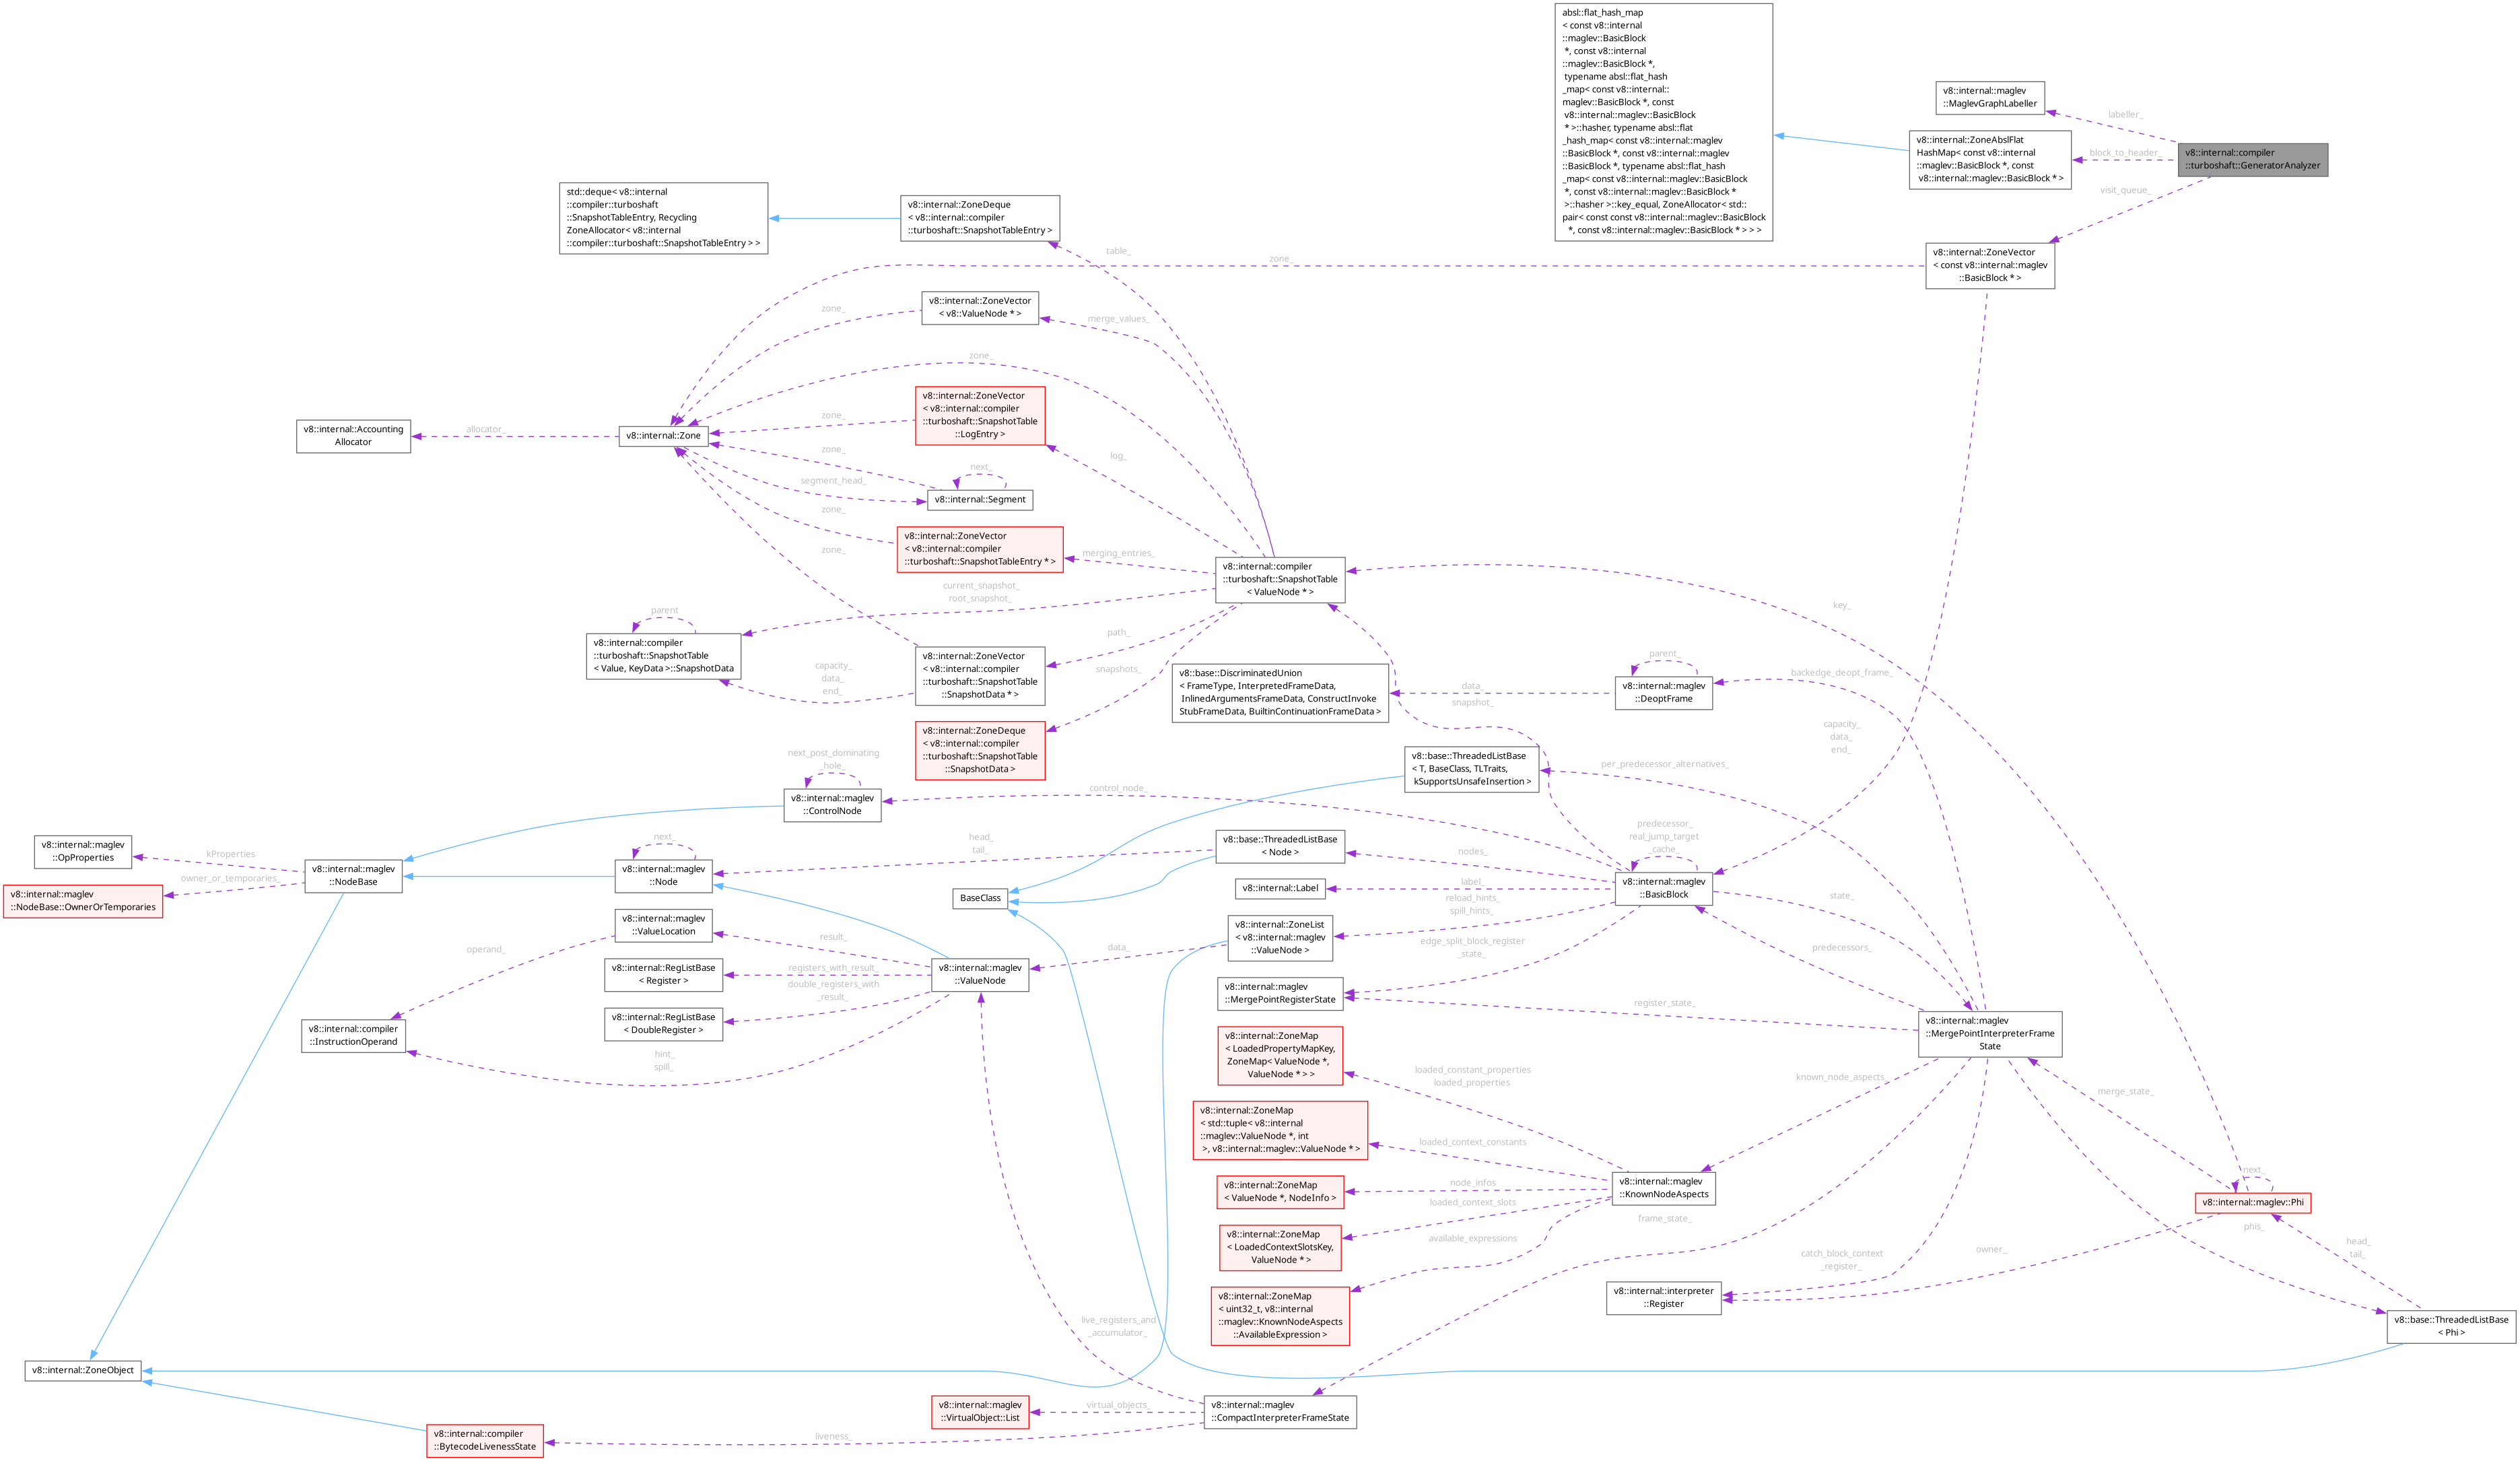 absl::flat_hash_map
< const v8::internal
::maglev::BasicBlock
*, const v8::internal
::maglev::BasicBlock *,
typename absl::flat_hash
_map< const v8::internal::
maglev::BasicBlock *, const
v8::internal::maglev::BasicBlock
* >::hasher, typename absl::flat
_hash_map< const v8::internal::maglev
::BasicBlock *, const v8::internal::maglev
::BasicBlock *, typename absl::flat_hash
_map< const v8::internal::maglev::BasicBlock
*, const v8::internal::maglev::BasicBlock *
>::hasher >::key_equal, ZoneAllocator< std::
pair< const const v8::internal::maglev::BasicBlock
*, const v8::internal::maglev::BasicBlock * > > >
v8::internal::maglev
::MaglevGraphLabeller
labeller_
v8::internal::ZoneAbslFlat
HashMap< const v8::internal
::maglev::BasicBlock *, const
v8::internal::maglev::BasicBlock * >
block_to_header_
v8::internal::compiler
::turboshaft::GeneratorAnalyzer
visit_queue_
std::deque< v8::internal
::compiler::turboshaft
::SnapshotTableEntry, Recycling
ZoneAllocator< v8::internal
::compiler::turboshaft::SnapshotTableEntry > >
v8::internal::ZoneDeque
< v8::internal::compiler
::turboshaft::SnapshotTableEntry >
table_
zone_
v8::internal::ZoneVector
< const v8::internal::maglev
::BasicBlock * >
v8::internal::ZoneVector
< v8::ValueNode * >
zone_
merge_values_
zone_
v8::internal::Accounting
Allocator
allocator_
v8::internal::Zone
v8::internal::ZoneVector
< v8::internal::compiler
::turboshaft::SnapshotTable
::LogEntry >
zone_
log_
zone_
segment_head_
next_
v8::internal::Segment
zone_
v8::internal::ZoneVector
< v8::internal::compiler
::turboshaft::SnapshotTableEntry * >
merging_entries_
zone_
v8::internal::compiler
::turboshaft::SnapshotTable
< ValueNode * >
current_snapshot_
root_snapshot_
key_
parent
v8::internal::compiler
::turboshaft::SnapshotTable
< Value, KeyData >::SnapshotData
capacity_
data_
end_
v8::internal::ZoneVector
< v8::internal::compiler
::turboshaft::SnapshotTable
::SnapshotData * >
path_
snapshots_
v8::base::DiscriminatedUnion
< FrameType, InterpretedFrameData,
InlinedArgumentsFrameData, ConstructInvoke
StubFrameData, BuiltinContinuationFrameData >
data_
snapshot_
parent_
v8::internal::maglev
::DeoptFrame
backedge_deopt_frame_
v8::internal::ZoneDeque
< v8::internal::compiler
::turboshaft::SnapshotTable
::SnapshotData >
capacity_
data_
end_
next_post_dominating
_hole_
v8::internal::maglev
::ControlNode
control_node_
v8::base::ThreadedListBase
< T, BaseClass, TLTraits,
kSupportsUnsafeInsertion >
per_predecessor_alternatives_
v8::internal::maglev
::OpProperties
kProperties
v8::internal::maglev
::NodeBase::OwnerOrTemporaries
owner_or_temporaries_
v8::internal::maglev
::NodeBase
next_
v8::internal::maglev
::Node
head_
tail_
v8::base::ThreadedListBase
< Node >
nodes_
predecessor_
real_jump_target
_cache_
v8::internal::maglev
::BasicBlock
BaseClass
v8::internal::Label
label_
reload_hints_
spill_hints_
state_
v8::internal::maglev
::ValueLocation
operand_
result_
v8::internal::RegListBase
< Register >
registers_with_result_
double_registers_with
_result_
v8::internal::maglev
::ValueNode
data_
v8::internal::ZoneList
< v8::internal::maglev
::ValueNode >
edge_split_block_register
_state_
predecessors_
v8::internal::maglev
::MergePointRegisterState
register_state_
v8::internal::RegListBase
< DoubleRegister >
v8::internal::compiler
::InstructionOperand
hint_
spill_
v8::internal::maglev
::MergePointInterpreterFrame
State
v8::internal::ZoneMap
< LoadedPropertyMapKey,
ZoneMap< ValueNode *,
ValueNode * > >
loaded_constant_properties
loaded_properties
known_node_aspects_
merge_state_
v8::internal::ZoneMap
< std::tuple< v8::internal
::maglev::ValueNode *, int
>, v8::internal::maglev::ValueNode * >
loaded_context_constants
v8::internal::ZoneMap
< ValueNode *, NodeInfo >
node_infos
loaded_context_slots
v8::internal::maglev
::KnownNodeAspects
next_
v8::internal::maglev::Phi
v8::internal::ZoneMap
< LoadedContextSlotsKey,
ValueNode * >
available_expressions
frame_state_
phis_
catch_block_context
_register_
owner_
head_
tail_
v8::internal::ZoneMap
< uint32_t, v8::internal
::maglev::KnownNodeAspects
::AvailableExpression >
v8::internal::interpreter
::Register
v8::base::ThreadedListBase
< Phi >
live_registers_and
_accumulator_
v8::internal::ZoneObject
v8::internal::maglev
::VirtualObject::List
virtual_objects_
v8::internal::maglev
::CompactInterpreterFrameState
v8::internal::compiler
::BytecodeLivenessState
liveness_